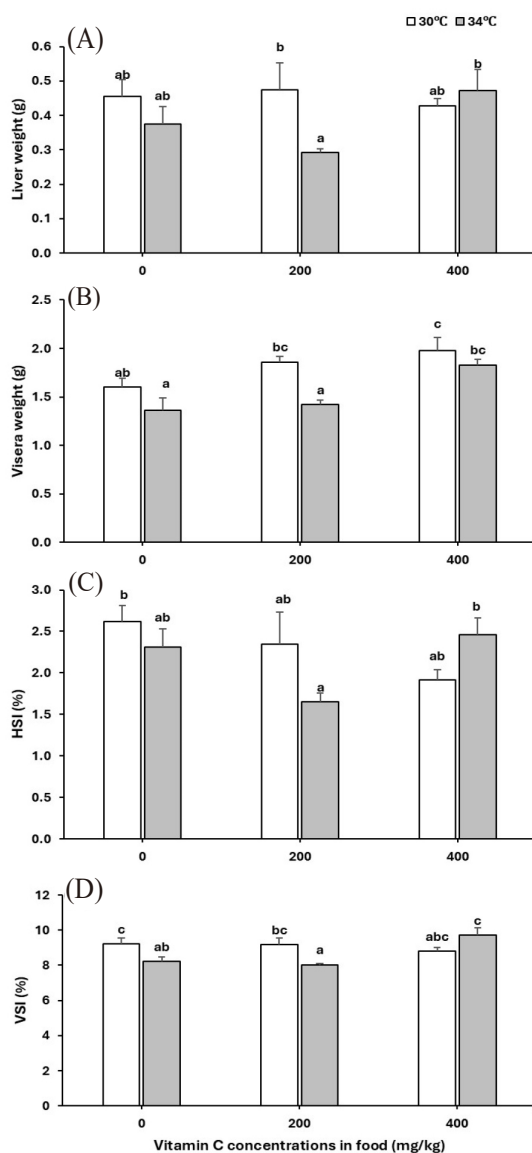 30℃ 34℃
(A)
Liver weight (g)
0.6
0.5
0.4
0.3
0.2
0.1
0.0
ab ab b a ab b
0 200 400
(B)
Visera weight (g)
2.5
2.0
1.5
1.0
0.5
0.0
ab a bc a c bc
0 200 400
(C)
HSI (%)
3.0
2.5
2.0
1.5
1.0
0.5
0.0
b ab ab a ab b
0 200 400
(D)
VSI (%)
12
10
8
6
4
2
0
c ab bc a abc c
0 200 400
Vitamin C concentrations in food (mg/kg)